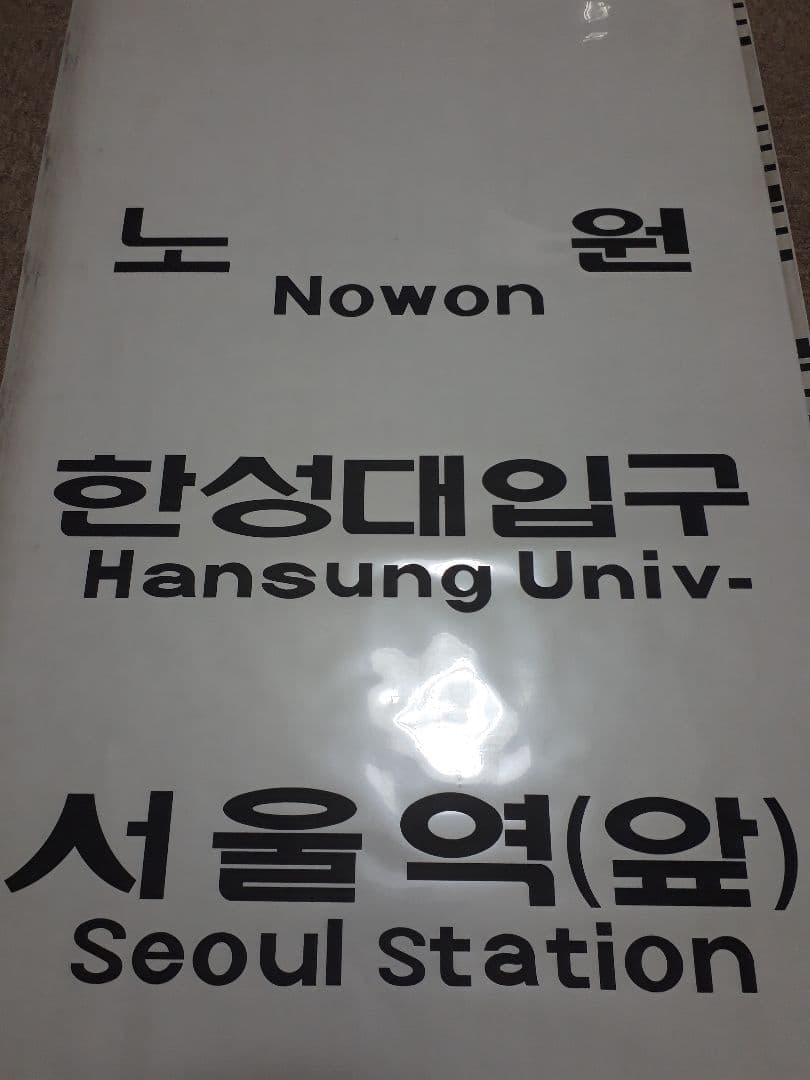 노 원
Nowon
한성대입구
Hansung Univ-
서울역(앞)
Seoul Station